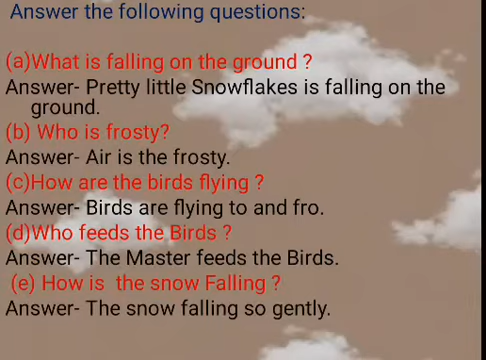 Answer the following questions:
(a)What is falling on the ground ?
Answer- Pretty little Snowflakes is falling on the
ground.
(b) Who is frosty?
Answer- Air is the frosty.
(c)How are the birds flying ?
Answer- Birds are flying to and fro.
(d)Who feeds the Birds ?
Answer- The Master feeds the Birds.
(e) How is  the snow Falling ?
Answer- The snow falling so gently.